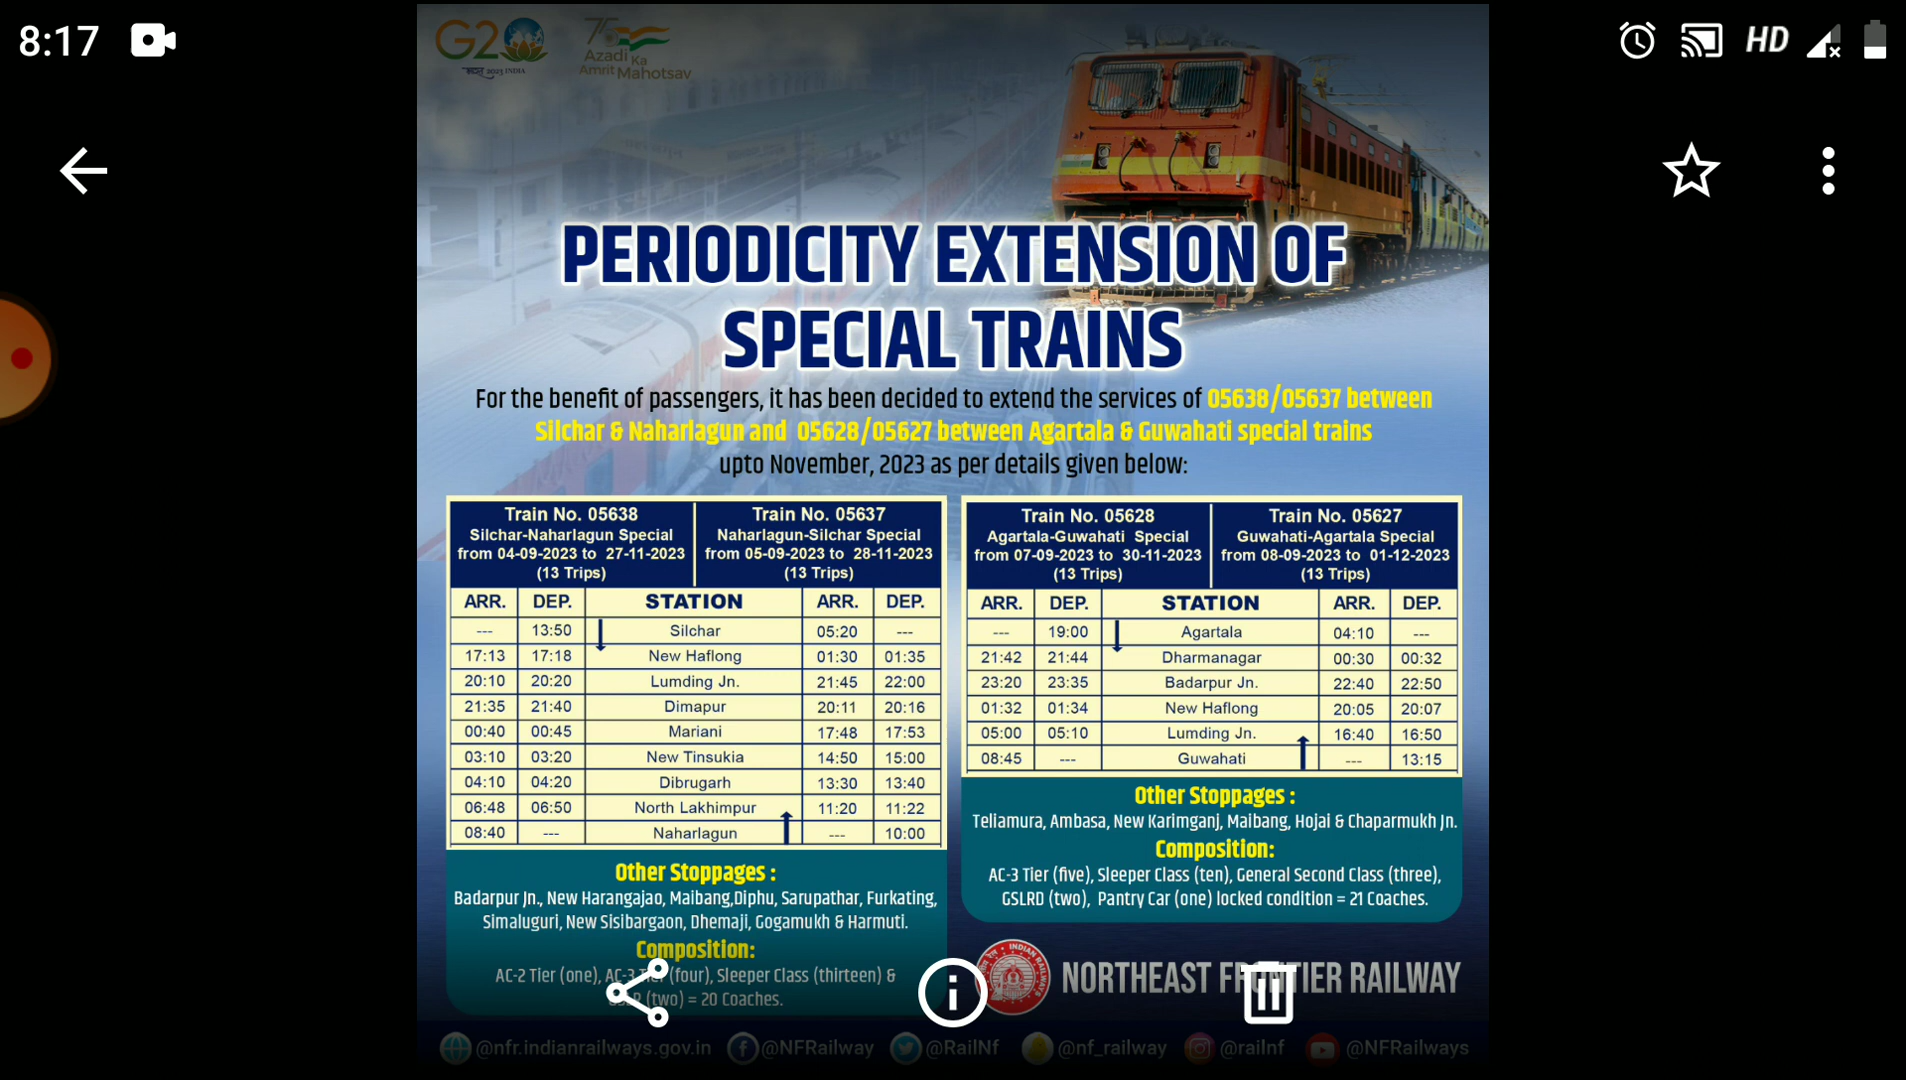 8:17
HD
G20
भारत 2023 INDIA
75
Azadi Ka
Amrit Mahotsav
PERIODICITY EXTENSION OF
SPECIAL TRAINS
For the benefit of passengers, it has been decided to extend the services of 05638/05637 between
Silchar & Naharlagun and 05628/05627 between Agartala & Guwahati special trains
upto November, 2023 as per details given below:
Train No. 05638 Train No. 05637
Silchar-Naharlagun Special Naharlagun-Silchar Special
from 04-09-2023 to 27-11-2023 from 05-09-2023 to 28-11-2023
(13 Trips) (13 Trips)
ARR. DEP. STATION ARR. DEP.
--- 13:50 Silchar 05:20 ---
17:13 17:18 New Haflong 01:30 01:35
20:10 20:20 Lumding Jn. 21:45 22:00
21:35 21:40 Dimapur 20:11 20:16
00:40 00:45 Mariani 17:48 17:53
03:10 03:20 New Tinsukia 14:50 15:00
04:10 04:20 Dibrugarh 13:30 13:40
06:48 06:50 North Lakhimpur 11:20 11:22
08:40 --- Naharlagun --- 10:00
Other Stoppages :
Badarpur Jn., New Harangajao, Maibang,Diphu, Sarupathar, Furkating,
Simaluguri, New Sisibargaon, Dhemaji, Gogamukh & Harmuti.
Composition:
AC-2 Tier (one), AC-3 Tier (four), Sleeper Class (thirteen) &
(two) = 20 Coaches.
Train No. 05628 Train No. 05627
Agartala-Guwahati Special Guwahati-Agartala Special
from 07-09-2023 to 30-11-2023 from 08-09-2023 to 01-12-2023
(13 Trips) (13 Trips)
ARR. DEP. STATION ARR. DEP.
--- 19:00 Agartala 04:10 ---
21:42 21:44 Dharmanagar 00:30 00:32
23:20 23:35 Badarpur Jn. 22:40 22:50
01:32 01:34 New Haflong 20:05 20:07
05:00 05:10 Lumding Jn. 16:40 16:50
08:45 --- Guwahati --- 13:15
Other Stoppages :
Teliamura, Ambasa, New Karimganj, Maibang, Hojai & Chaparmukh Jn.
Composition:
AC-3 Tier (five), Sleeper Class (ten), General Second Class (three),
GSLRD (two), Pantry Car (one) locked condition = 21 Coaches.
INDIAN RAILWAYS
NORTHEAST FRONTIER RAILWAY
@nfr.indianrailways.gov.in @NFRailway @RailNf @nf_railway @railnf @NFRailways